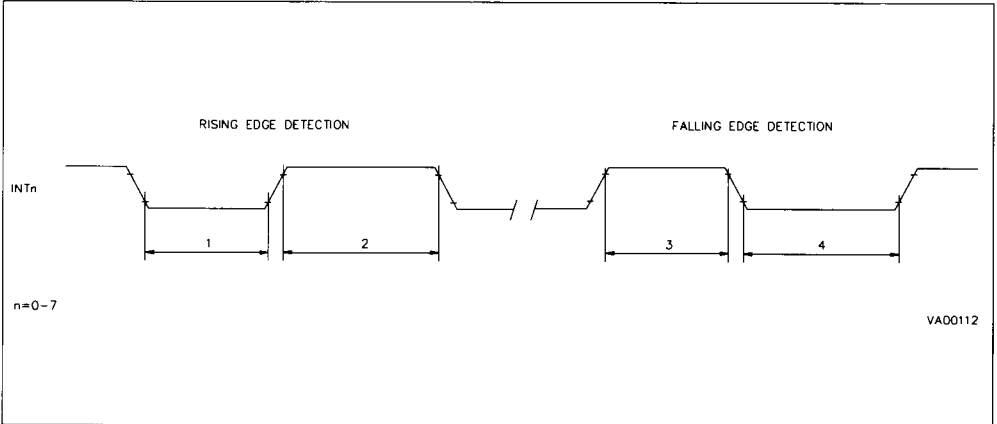 RISING EDGE DETECTION
FALLING EDGE DETECTION
INTn
1
2
3
4
n=0-7
VA00112